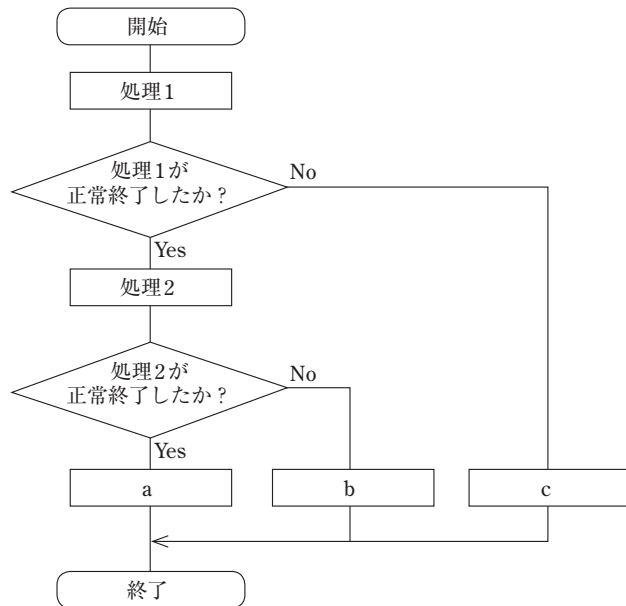 開始
処理1
処理1が
正常終了したか？
No
Yes
処理2
処理2が
正常終了したか？
No
Yes
a
b
c
終了